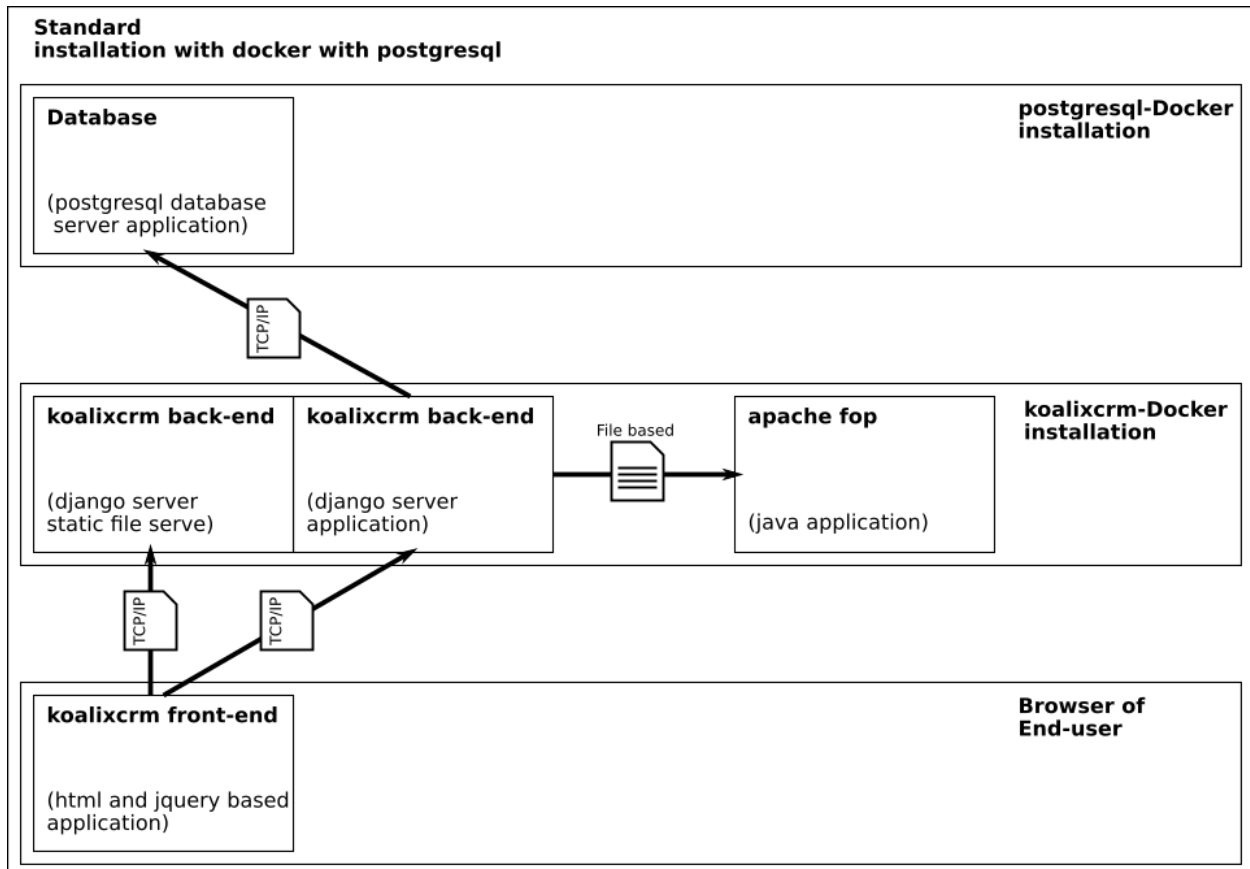 Standard
installation with docker with postgresql
Database
(postgresql database
server application)
postgresql-Docker
installation
TCP/IP
koalixcrm back-end
(django server
static file serve)
koalixcrm back-end
(django server
application)
File based
apache fop
(java application)
koalixcrm-Docker
installation
TCP/IP
TCP/IP
koalixcrm front-end
(html and jquery based
application)
Browser of
End-user